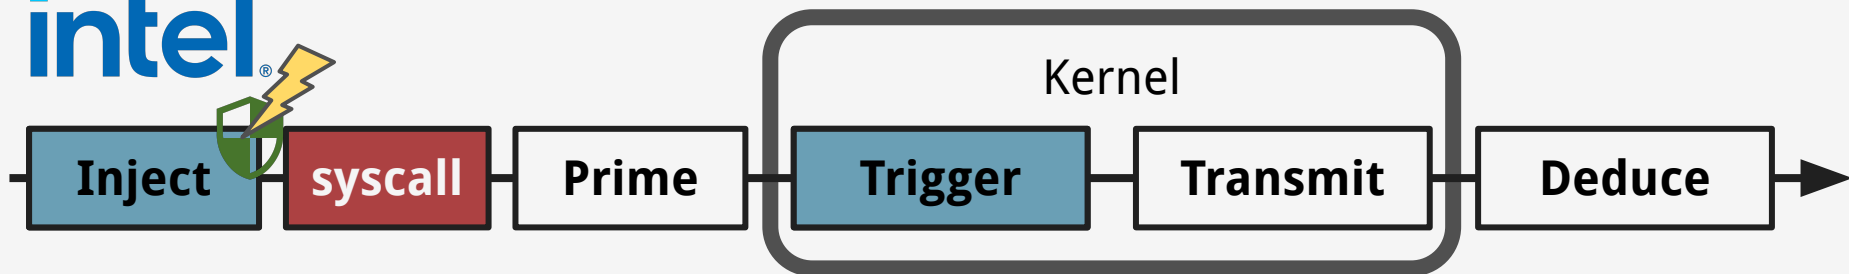 intel®
Kernel
Inject
syscall
Prime
Trigger
Transmit
Deduce